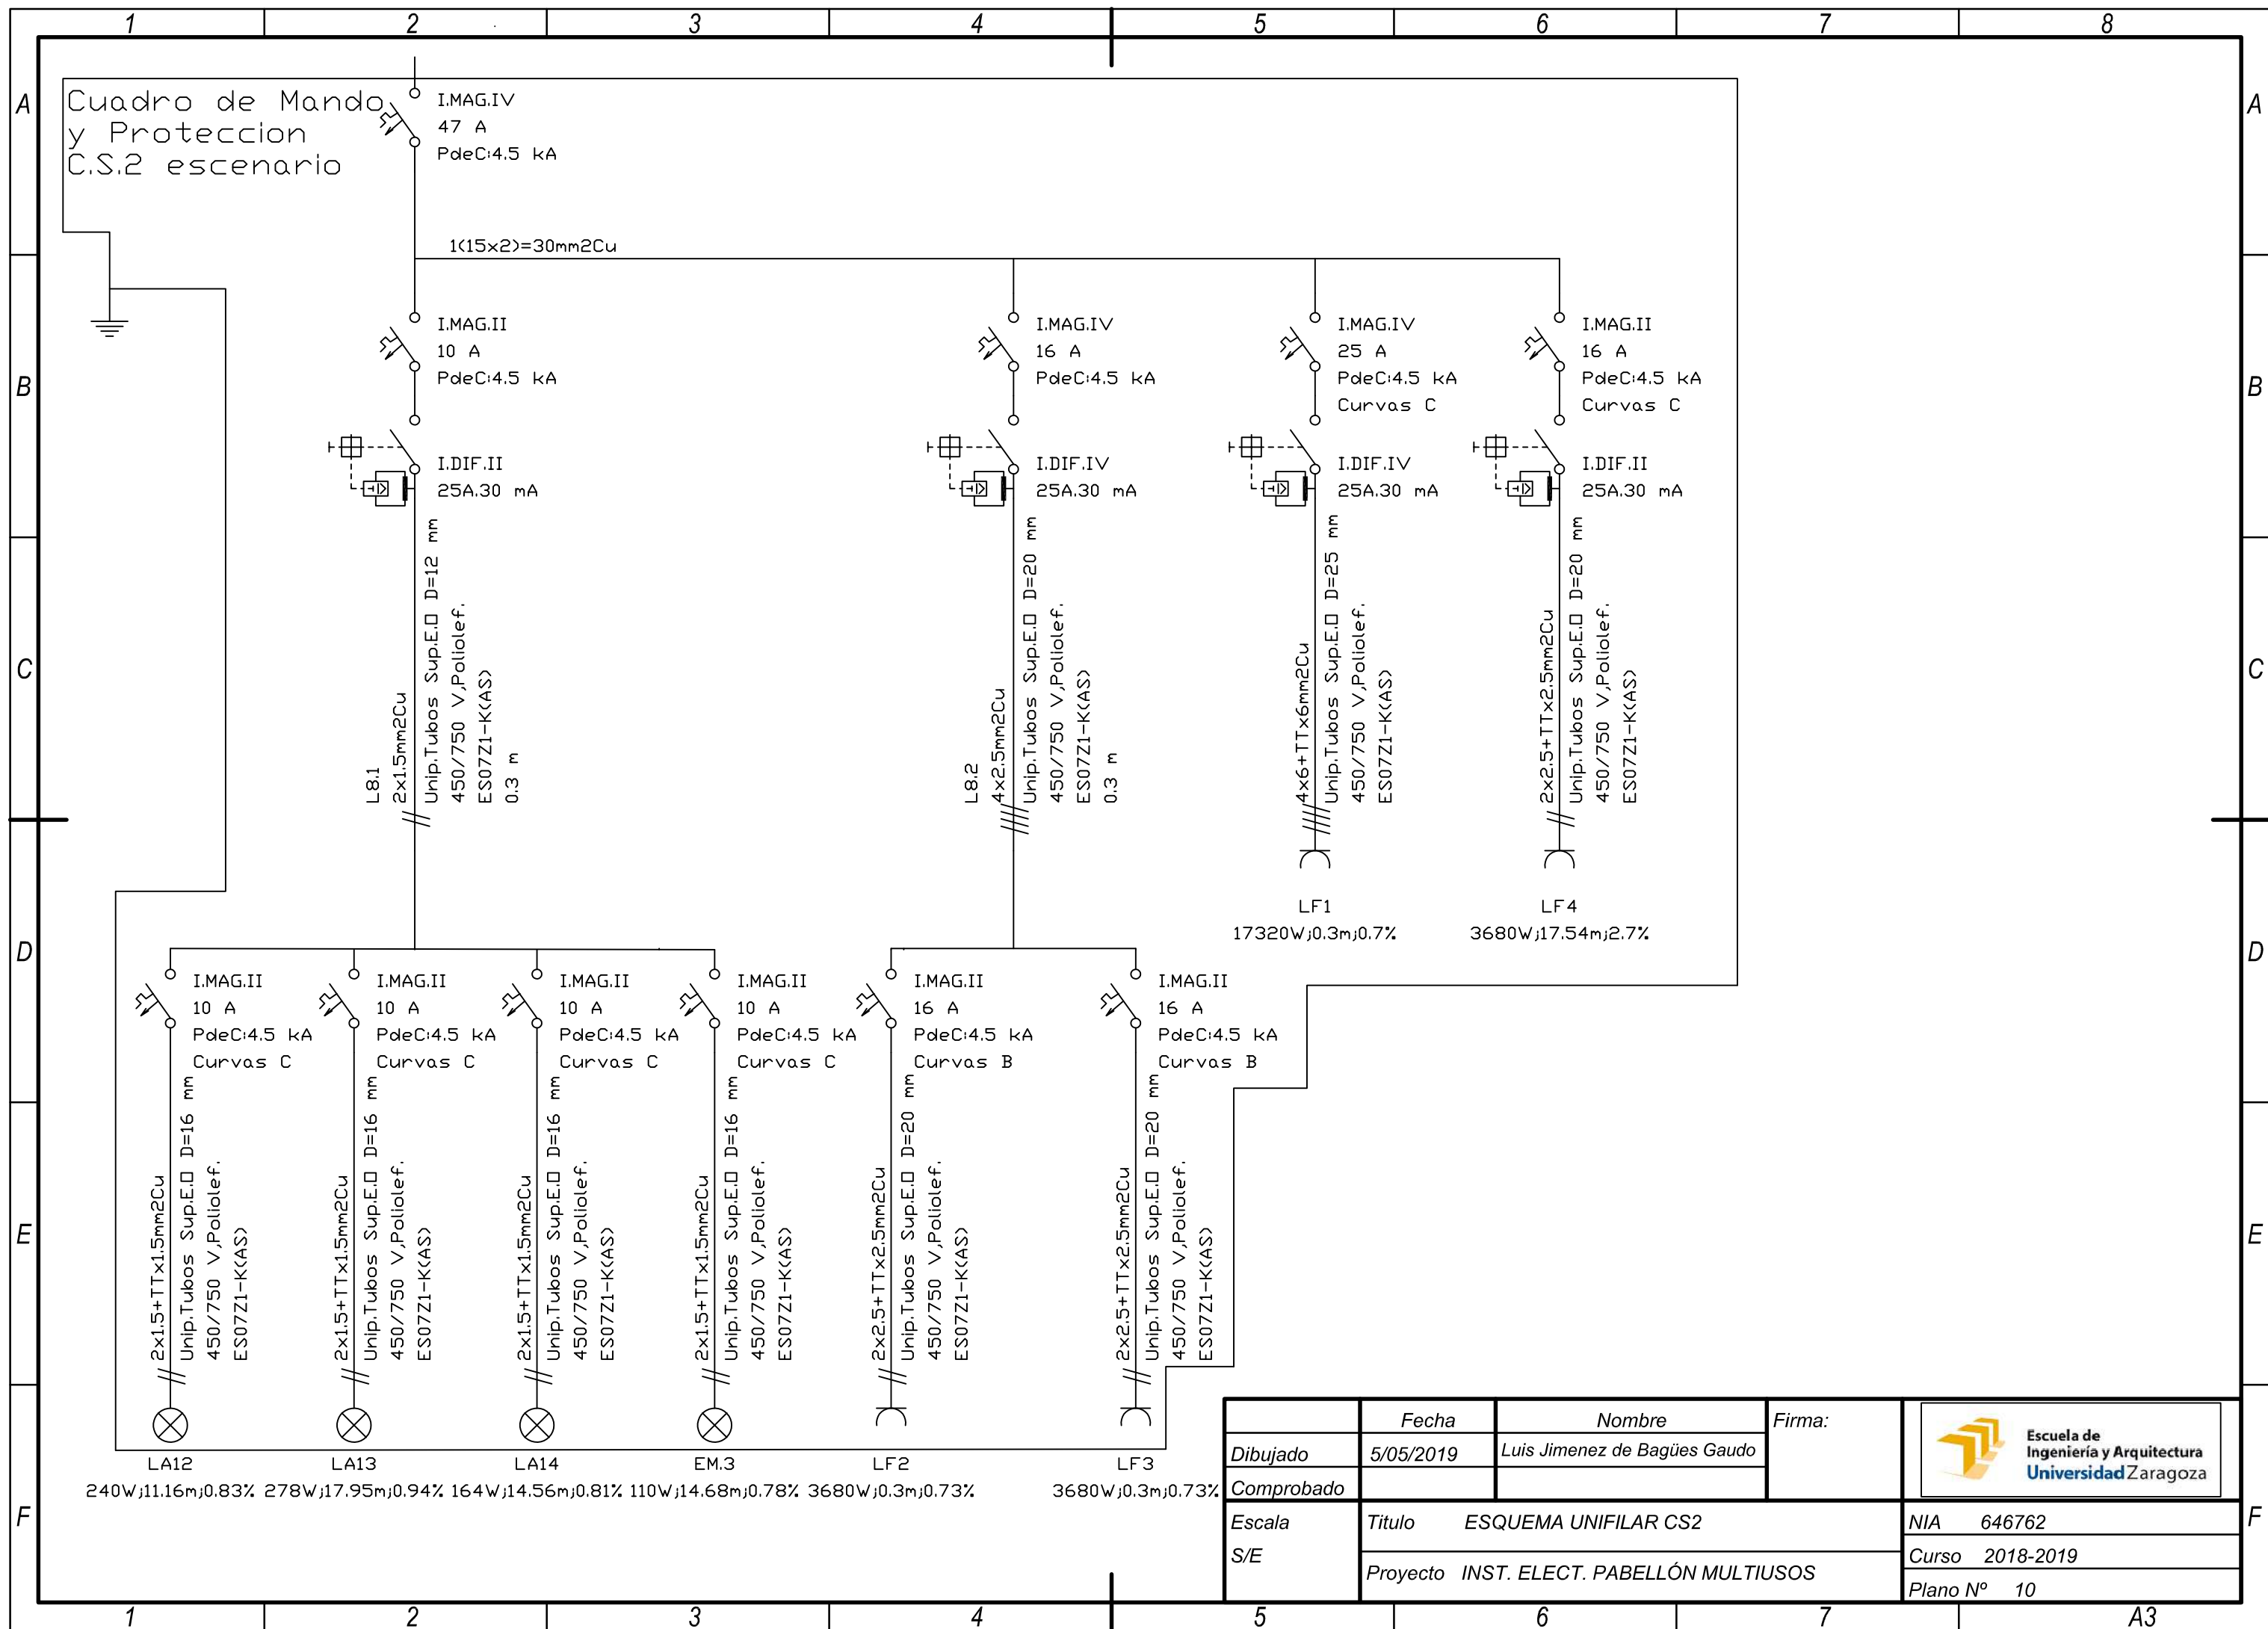 1 2 3 4 5 6 7 8
A A
B B
C C
D D
E E
F F
Cuadro de Mando
y Proteccion
C.S.2 escenario
I.MAG.IV
47 A
PdeC:4.5 kA
1(15x2)=30mm2Cu
I.MAG.II
10 A
PdeC:4.5 kA
I.DIF.II
25A.30 mA
L8.1
2x1.5mm2Cu
Unip.Tubos Sup.E.O D=12 mm
450/750 V,Poliolef.
ES07Z1-K(AS)
0.3 m
I.MAG.IV
16 A
PdeC:4.5 kA
I.DIF.IV
25A.30 mA
L8.2
4x2.5mm2Cu
Unip.Tubos Sup.E.O D=20 mm
450/750 V,Poliolef.
ES07Z1-K(AS)
0.3 m
I.MAG.IV
25 A
PdeC:4.5 kA
Curvas C
I.DIF.IV
25A.30 mA
4x6+TTx6mm2Cu
Unip.Tubos Sup.E.O D=25 mm
450/750 V,Poliolef.
ES07Z1-K(AS)
LF1
17320W;0.3m;0.7%
I.MAG.II
16 A
PdeC:4.5 kA
Curvas C
I.DIF.II
25A.30 mA
2x2.5+TTx2.5mm2Cu
Unip.Tubos Sup.E.O D=20 mm
450/750 V,Poliolef.
ES07Z1-K(AS)
LF4
3680W;17.54m;2.7%
I.MAG.II
10 A
PdeC:4.5 kA
Curvas C
2x1.5+TTx1.5mm2Cu
Unip.Tubos Sup.E.O D=16 mm
450/750 V,Poliolef.
ES07Z1-K(AS)
LA12
240W;11.16m;0.83%
I.MAG.II
10 A
PdeC:4.5 kA
Curvas C
2x1.5+TTx1.5mm2Cu
Unip.Tubos Sup.E.O D=16 mm
450/750 V,Poliolef.
ES07Z1-K(AS)
LA13
278W;17.95m;0.94%
I.MAG.II
10 A
PdeC:4.5 kA
Curvas C
2x1.5+TTx1.5mm2Cu
Unip.Tubos Sup.E.O D=16 mm
450/750 V,Poliolef.
ES07Z1-K(AS)
LA14
164W;14.56m;0.81%
I.MAG.II
10 A
PdeC:4.5 kA
Curvas C
2x1.5+TTx1.5mm2Cu
Unip.Tubos Sup.E.O D=16 mm
450/750 V,Poliolef.
ES07Z1-K(AS)
EM.3
110W;14.68m;0.78%
I.MAG.II
16 A
PdeC:4.5 kA
Curvas B
2x2.5+TTx2.5mm2Cu
Unip.Tubos Sup.E.O D=20 mm
450/750 V,Poliolef.
ES07Z1-K(AS)
LF2
3680W;0.3m;0.73%
I.MAG.II
16 A
PdeC:4.5 kA
Curvas B
2x2.5+TTx2.5mm2Cu
Unip.Tubos Sup.E.O D=20 mm
450/750 V,Poliolef.
ES07Z1-K(AS)
LF3
3680W;0.3m;0.73%
Fecha Nombre Firma:
Dibujado 5/05/2019 Luis Jimenez de Bagües Gaudo
Comprobado
Escuela de
Ingeniería y Arquitectura
Universidad Zaragoza
Escala
S/E
Titulo ESQUEMA UNIFILAR CS2
Proyecto INST. ELECT. PABELLÓN MULTIUSOS
NIA 646762
Curso 2018-2019
Plano Nº 10
1 2 3 4 5 6 7 A3